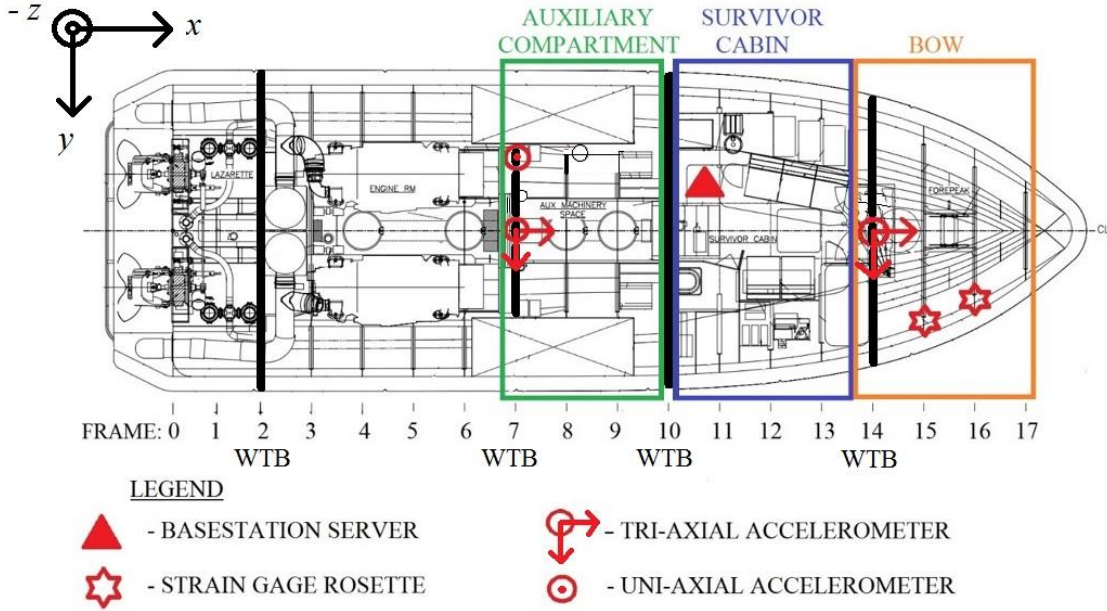 - z
x
y
AUXILIARY
COMPARTMENT
SURVIVOR
CABIN
BOW
LAZARETTE
ENGINE RM
AUX MACHINERY
SPACE
SURVIVOR CABIN
FOREPEAK
CL
FRAME: 0 1 2 3 4 5 6 7 8 9 10 11 12 13 14 15 16 17
WTB WTB WTB WTB
LEGEND
- BASESTATION SERVER
- TRI-AXIAL ACCELEROMETER
- STRAIN GAGE ROSETTE
- UNI-AXIAL ACCELEROMETER